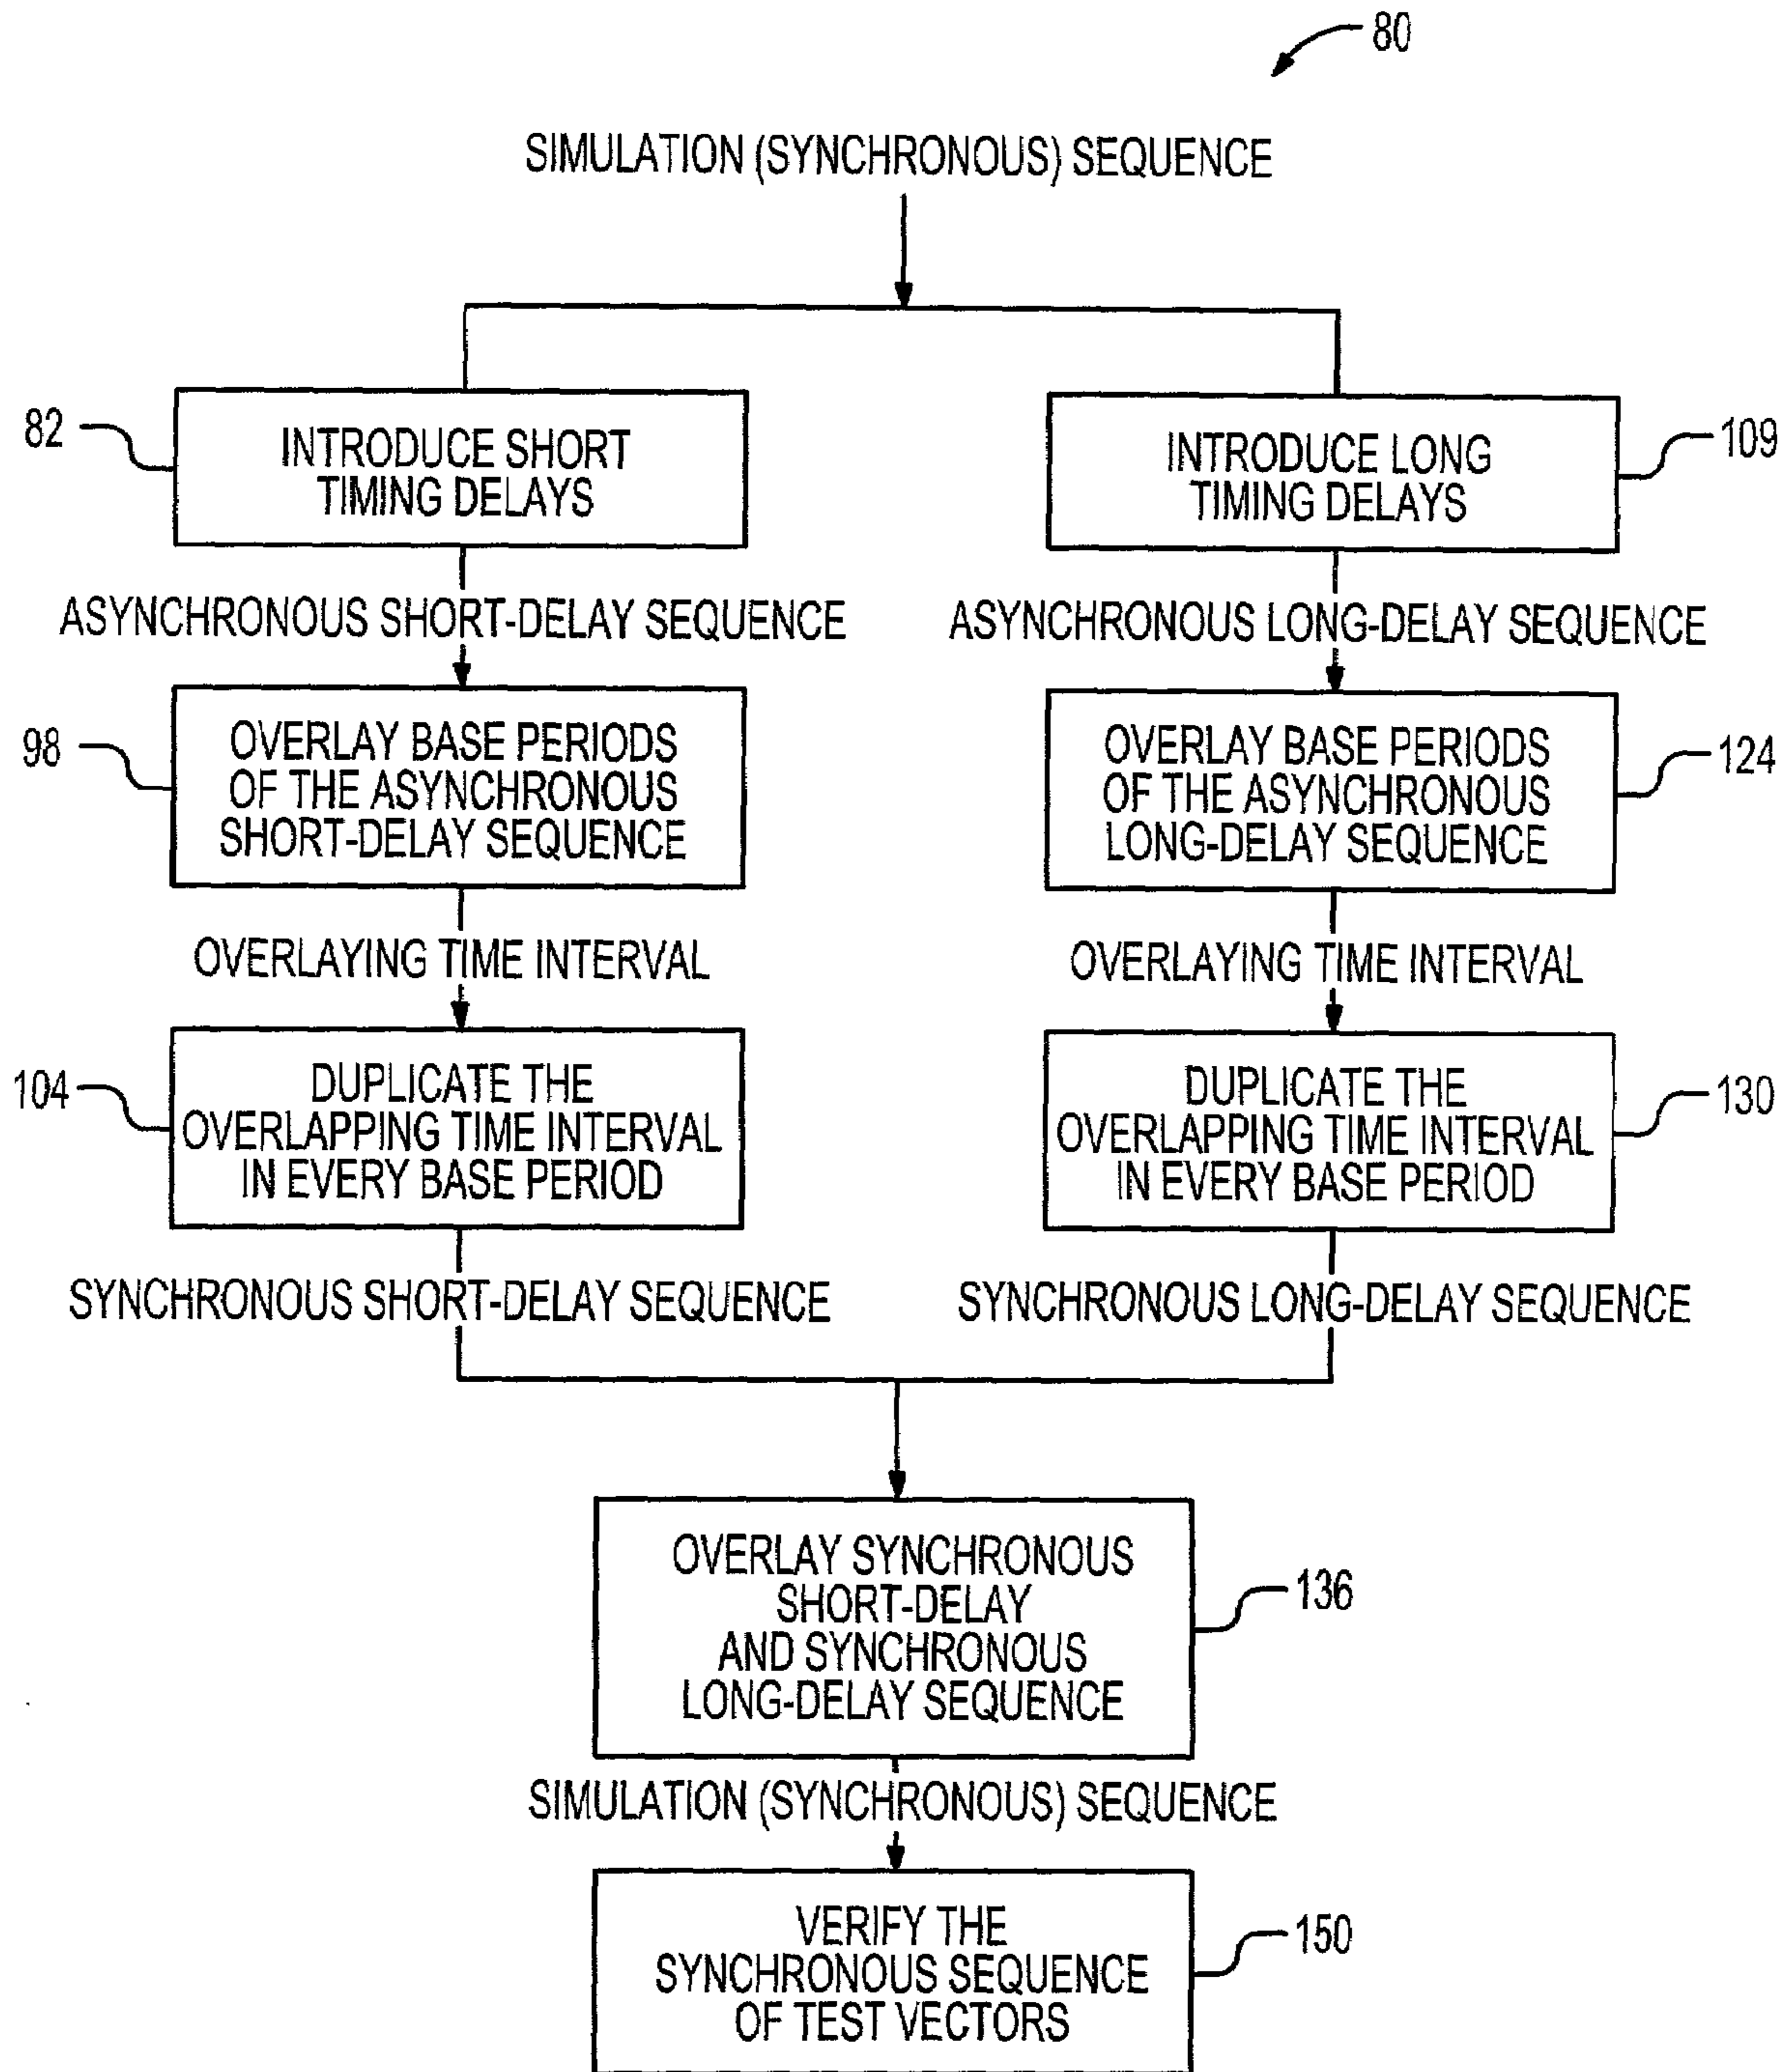 80
SIMULATION (SYNCHRONOUS) SEQUENCE
82
INTRODUCE SHORT
TIMING DELAYS
INTRODUCE LONG
TIMING DELAYS
109
ASYNCHRONOUS SHORT-DELAY SEQUENCE
ASYNCHRONOUS LONG-DELAY SEQUENCE
98
OVERLAY BASE PERIODS
OF THE ASYNCHRONOUS
SHORT-DELAY SEQUENCE
OVERLAY BASE PERIODS
OF THE ASYNCHRONOUS
LONG-DELAY SEQUENCE
124
OVERLAYING TIME INTERVAL
OVERLAYING TIME INTERVAL
104
DUPLICATE THE
OVERLAPPING TIME INTERVAL
IN EVERY BASE PERIOD
DUPLICATE THE
OVERLAPPING TIME INTERVAL
IN EVERY BASE PERIOD
130
SYNCHRONOUS SHORT-DELAY SEQUENCE
SYNCHRONOUS LONG-DELAY SEQUENCE
OVERLAY SYNCHRONOUS
SHORT-DELAY
AND SYNCHRONOUS
LONG-DELAY SEQUENCE
136
SIMULATION (SYNCHRONOUS) SEQUENCE
VERIFY THE
SYNCHRONOUS SEQUENCE
OF TEST VECTORS
150